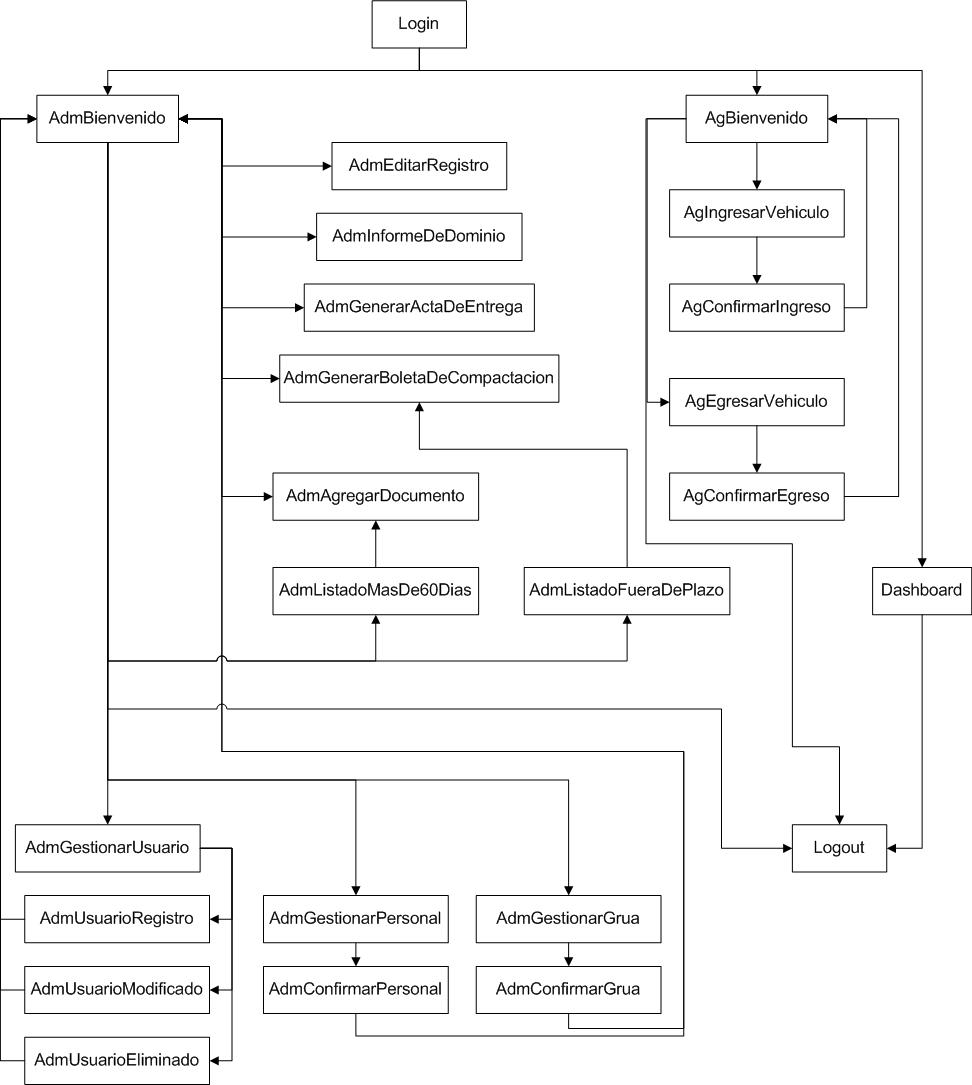 Login
AdmBienvenido
AgBienvenido
AdmEditarRegistro
AgIngresarVehiculo
AdmInformeDeDominio
AdmGenerarActaDeEntrega
AgConfirmarIngreso
AdmGenerarBoletaDeCompactacion
AgEgresarVehiculo
AdmAgregarDocumento
AgConfirmarEgreso
AdmListadoMasDe60Dias
AdmListadoFueraDePlazo
Dashboard
AdmGestionarUsuario
Logout
AdmUsuarioRegistro
AdmGestionarPersonal
AdmGestionarGrua
AdmUsuarioModificado
AdmConfirmarPersonal
AdmConfirmarGrua
AdmUsuarioEliminado